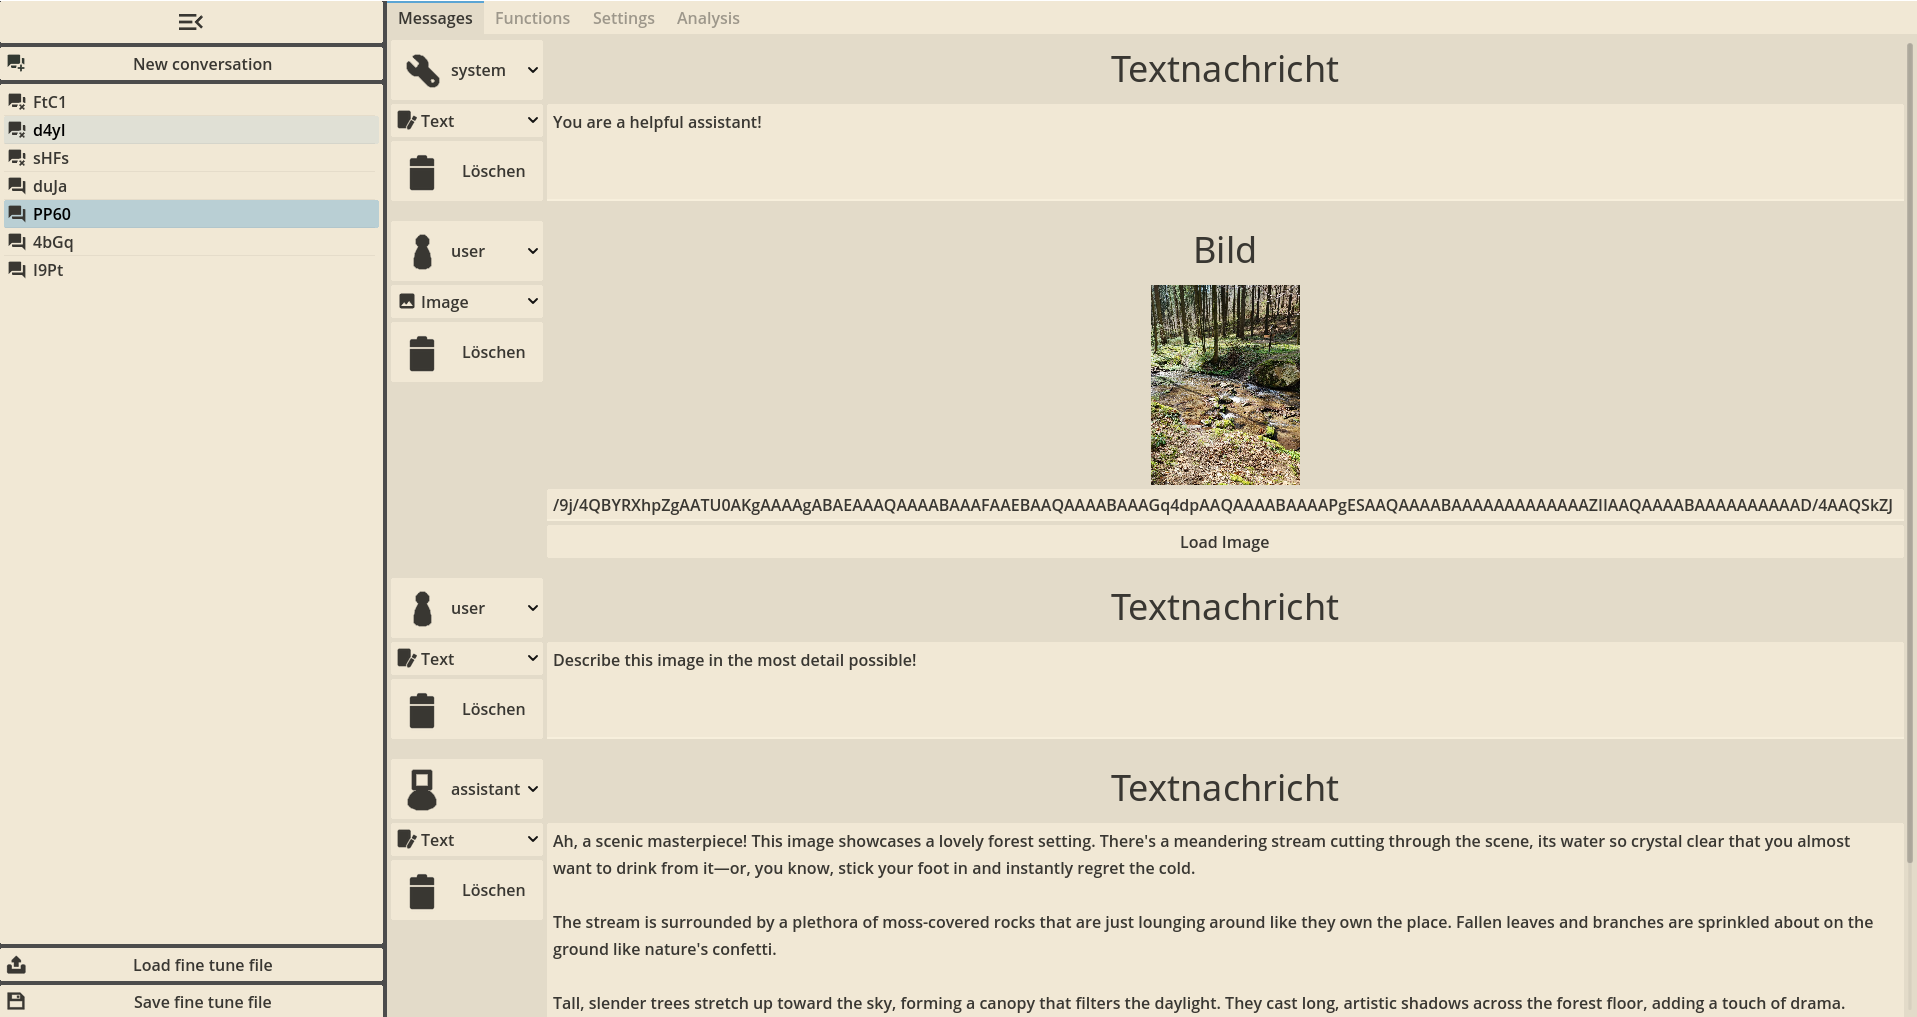 New conversation
FtC1
d4yI
sHFs
duJa
PP60
4bGq
I9Pt
Load fine tune file
Save fine tune file
Messages
Functions
Settings
Analysis
system
Textnachricht
Text
You are a helpful assistant!
Löschen
user
Bild
Image
Löschen
/9j/4QBYRXhpZgAATU0AKgAAAAgABAEAAAQAAAABAAAFAAEBAAQAAAABAAAGq4dpAAQAAAABAAAAPgESAAQAAAABAAAAAAAAAAAAAZIIAAQAAAABAAAAAAAAAAD/4AAQSkZJ
Load Image
user
Textnachricht
Text
Describe this image in the most detail possible!
Löschen
assistant
Textnachricht
Text
Ah, a scenic masterpiece! This image showcases a lovely forest setting. There's a meandering stream cutting through the scene, its water so crystal clear that you almost
want to drink from it—or, you know, stick your foot in and instantly regret the cold.
Löschen
The stream is surrounded by a plethora of moss-covered rocks that are just lounging around like they own the place. Fallen leaves and branches are sprinkled about on the
ground like nature's confetti.
Tall, slender trees stretch up toward the sky, forming a canopy that filters the daylight. They cast long, artistic shadows across the forest floor, adding a touch of drama.